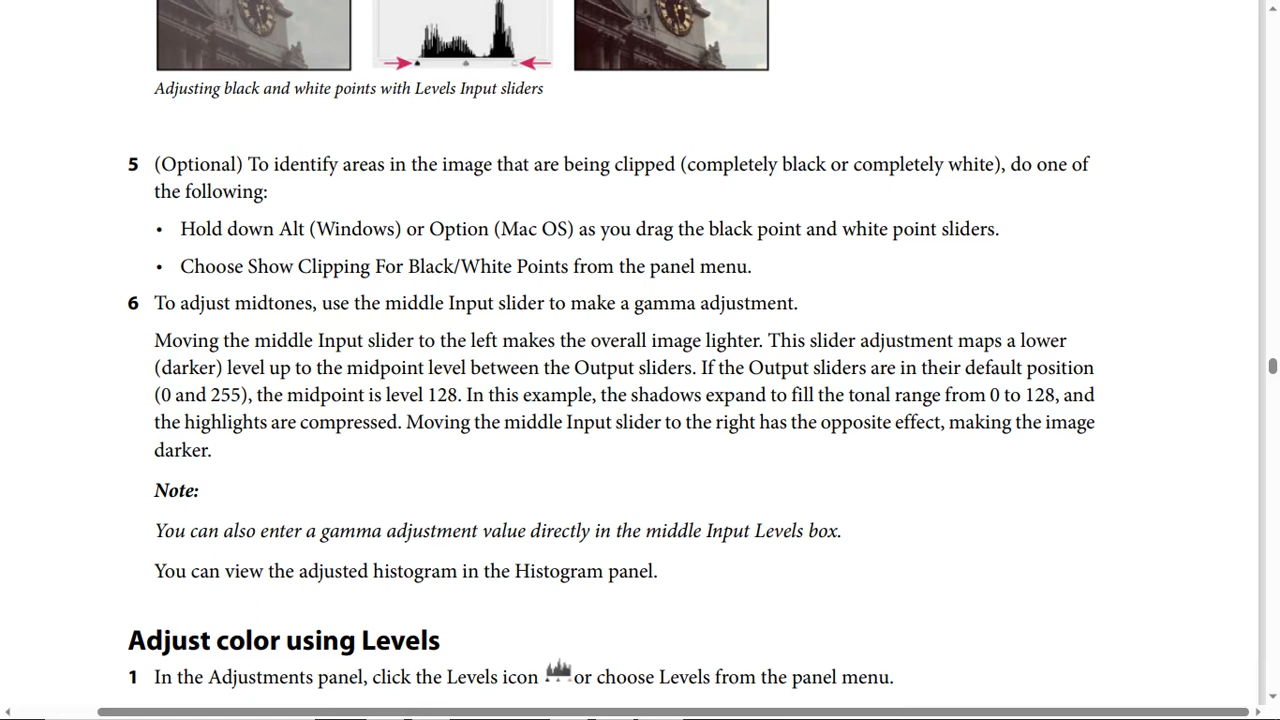 Adjusting black and white points with Levels Input sliders
5 (Optional) To identify areas in the image that are being clipped (completely black or completely white), do one of
the following:
• Hold down Alt (Windows) or Option (Mac OS) as you drag the black point and white point sliders.
• Choose Show Clipping For Black/White Points from the panel menu.
6 To adjust midtones, use the middle Input slider to make a gamma adjustment.
Moving the middle Input slider to the left makes the overall image lighter. This slider adjustment maps a lower
(darker) level up to the midpoint level between the Output sliders. If the Output sliders are in their default position
(0 and 255), the midpoint is level 128. In this example, the shadows expand to fill the tonal range from 0 to 128, and
the highlights are compressed. Moving the middle Input slider to the right has the opposite effect, making the image
darker.
Note:
You can also enter a gamma adjustment value directly in the middle Input Levels box.
You can view the adjusted histogram in the Histogram panel.
Adjust color using Levels
1 In the Adjustments panel, click the Levels icon or choose Levels from the panel menu.